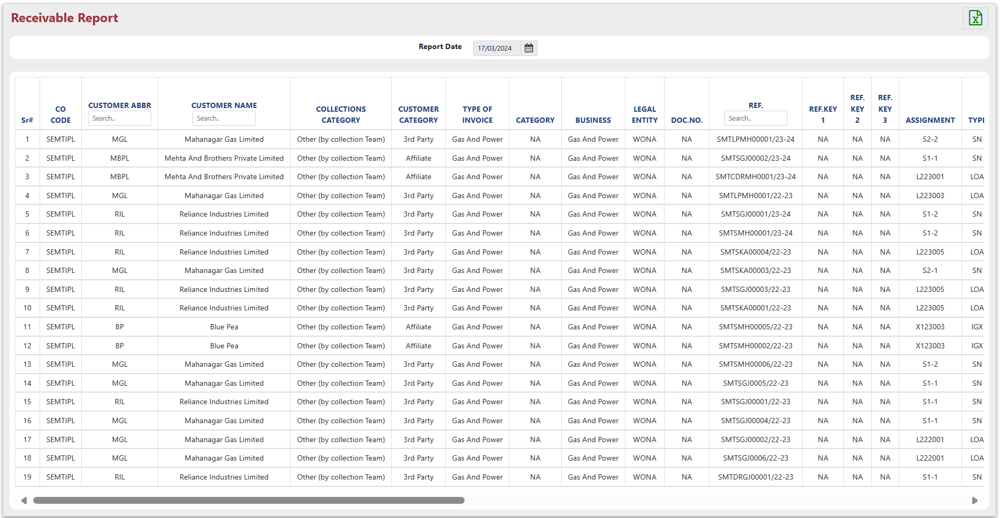 Receivable Report
Report Date 17/03/2024
Sr# CO CODE CUSTOMER ABBR Search.. CUSTOMER NAME Search.. COLLECTIONS CATEGORY CUSTOMER CATEGORY TYPE OF INVOICE CATEGORY BUSINESS LEGAL ENTITY DOC.NO. REF. Search.. REF.KEY 1 REF. KEY 2 REF. KEY 3 ASSIGNMENT TYPE
1 SEMTIPL MGL Mahanagar Gas Limited Other (by collection Team) 3rd Party Gas And Power NA Gas And Power WONA NA SMTLPMH00001/23-24 NA NA NA S2-2 SN
2 SEMTIPL MBPL Mehta And Brothers Private Limited Other (by collection Team) Affiliate Gas And Power NA Gas And Power WONA NA SMTSGJ00002/23-24 NA NA NA S1-1 SN
3 SEMTIPL MBPL Mehta And Brothers Private Limited Other (by collection Team) Affiliate Gas And Power NA Gas And Power WONA NA SMTCDRMH0001/23-24 NA NA NA L223001 LOA
4 SEMTIPL MGL Mahanagar Gas Limited Other (by collection Team) 3rd Party Gas And Power NA Gas And Power WONA NA SMTLPMH0001/22-23 NA NA NA L223003 LOA
5 SEMTIPL RIL Reliance Industries Limited Other (by collection Team) 3rd Party Gas And Power NA Gas And Power WONA NA SMTSGJ00001/23-24 NA NA NA S1-2 SN
6 SEMTIPL RIL Reliance Industries Limited Other (by collection Team) 3rd Party Gas And Power NA Gas And Power WONA NA SMTSMH00001/23-24 NA NA NA S1-2 SN
7 SEMTIPL RIL Reliance Industries Limited Other (by collection Team) 3rd Party Gas And Power NA Gas And Power WONA NA SMTSKA00004/22-23 NA NA NA L223005 LOA
8 SEMTIPL MGL Mahanagar Gas Limited Other (by collection Team) 3rd Party Gas And Power NA Gas And Power WONA NA SMTSKA00003/22-23 NA NA NA S2-1 SN
9 SEMTIPL RIL Reliance Industries Limited Other (by collection Team) 3rd Party Gas And Power NA Gas And Power WONA NA SMTSGJ00003/22-23 NA NA NA L223005 LOA
10 SEMTIPL RIL Reliance Industries Limited Other (by collection Team) 3rd Party Gas And Power NA Gas And Power WONA NA SMTSKA00001/22-23 NA NA NA L223005 LOA
11 SEMTIPL BP Blue Pea Other (by collection Team) Affiliate Gas And Power NA Gas And Power WONA NA SMTSMH00005/22-23 NA NA NA X123003 IGX
12 SEMTIPL BP Blue Pea Other (by collection Team) Affiliate Gas And Power NA Gas And Power WONA NA SMTSMH00002/22-23 NA NA NA X123003 IGX
13 SEMTIPL MGL Mahanagar Gas Limited Other (by collection Team) 3rd Party Gas And Power NA Gas And Power WONA NA SMTSMH00006/22-23 NA NA NA S1-2 SN
14 SEMTIPL MGL Mahanagar Gas Limited Other (by collection Team) 3rd Party Gas And Power NA Gas And Power WONA NA SMTSGJ0005/22-23 NA NA NA S1-1 SN
15 SEMTIPL RIL Reliance Industries Limited Other (by collection Team) 3rd Party Gas And Power NA Gas And Power WONA NA SMTSGJ00001/22-23 NA NA NA S1-1 SN
16 SEMTIPL MGL Mahanagar Gas Limited Other (by collection Team) 3rd Party Gas And Power NA Gas And Power WONA NA SMTSGJ00004/22-23 NA NA NA S1-1 SN
17 SEMTIPL MGL Mahanagar Gas Limited Other (by collection Team) 3rd Party Gas And Power NA Gas And Power WONA NA SMTSGJ00002/22-23 NA NA NA L222001 LOA
18 SEMTIPL MGL Mahanagar Gas Limited Other (by collection Team) 3rd Party Gas And Power NA Gas And Power WONA NA SMTSGJ0006/22-23 NA NA NA L222001 LOA
19 SEMTIPL RIL Reliance Industries Limited Other (by collection Team) 3rd Party Gas And Power NA Gas And Power WONA NA SMTDRGJ00001/22-23 NA NA NA S1-1 SN